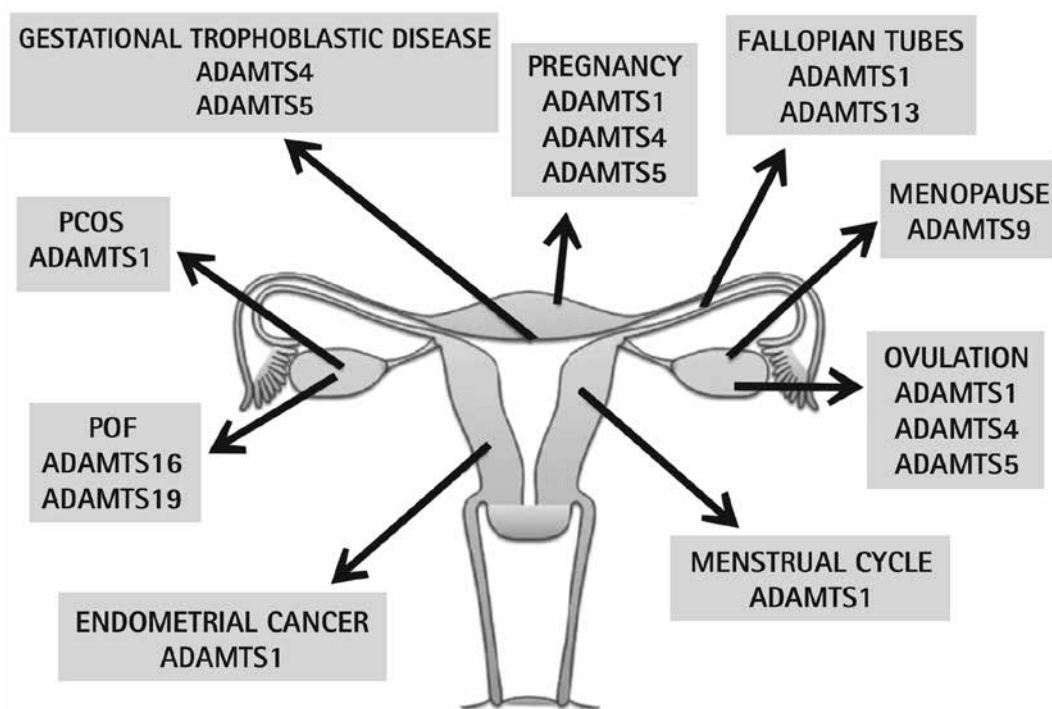 GESTATIONAL TROPHOBLASTIC DISEASE
ADAMTS4
ADAMTS5
PREGNANCY
ADAMTS1
ADAMTS4
ADAMTS5
FALLOPIAN TUBES
ADAMTS1
ADAMTS13
MENOPAUSE
ADAMTS9
PCOS
ADAMTS1
OVULATION
ADAMTS1
ADAMTS4
ADAMTS5
POF
ADAMTS16
ADAMTS19
MENSTRUAL CYCLE
ADAMTS1
ENDOMETRIAL CANCER
ADAMTS1